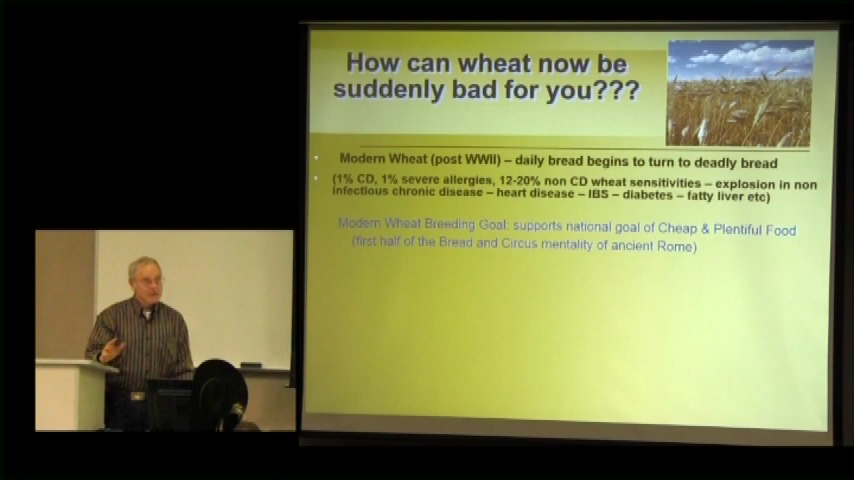 How can wheat now be
suddenly bad for you???
Modern Wheat (post WWII) – daily bread begins to turn to deadly bread
(1% CD, 1% severe allergies, 12-20% non CD wheat sensitivities – explosion in non
infectious chronic disease – heart disease – IBS – diabetes – fatty liver etc)
Modern Wheat Breeding Goal: supports national goal of Cheap & Plentiful Food
(first half of the Bread and Circus mentality of ancient Rome)